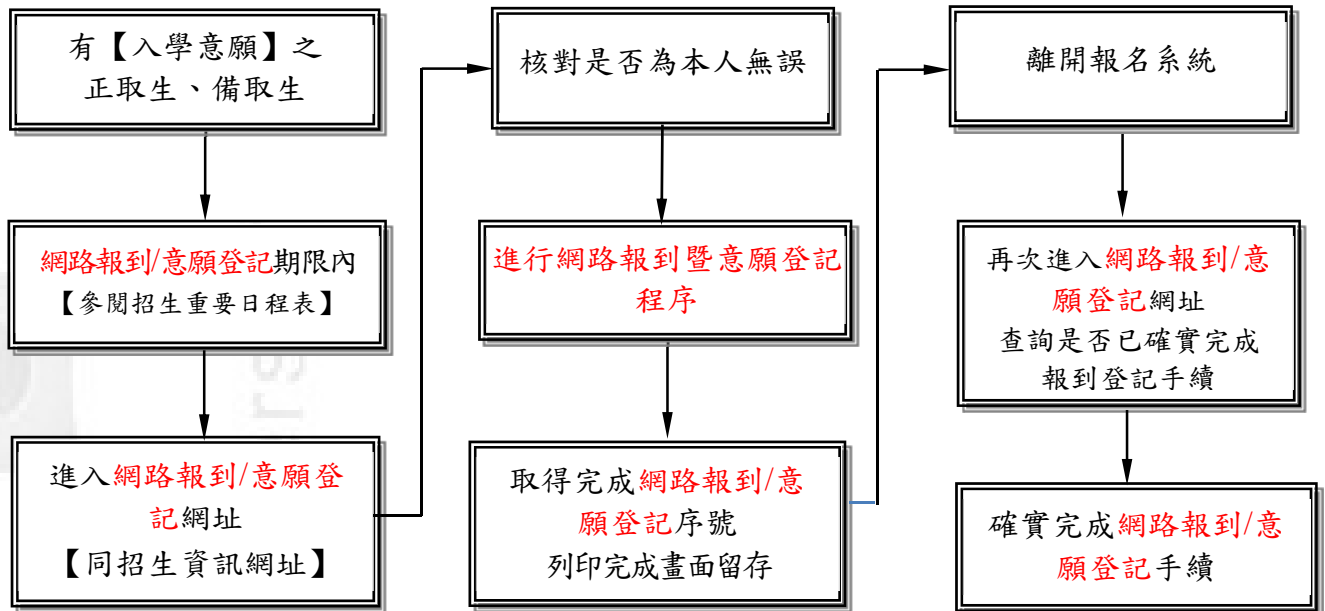 有【入學意願】之
正取生、備取生
網路報到/意願登記期限內
【參閱招生重要日程表】
進入網路報到/意願登
記網址
【同招生資訊網址】
核對是否為本人無誤
進行網路報到暨意願登記
程序
取得完成網路報到/意
願登記序號
列印完成畫面留存
離開報名系統
再次進入網路報到/意
願登記網址
查詢是否已確實完成
報到登記手續
確實完成網路報到/意
願登記手續